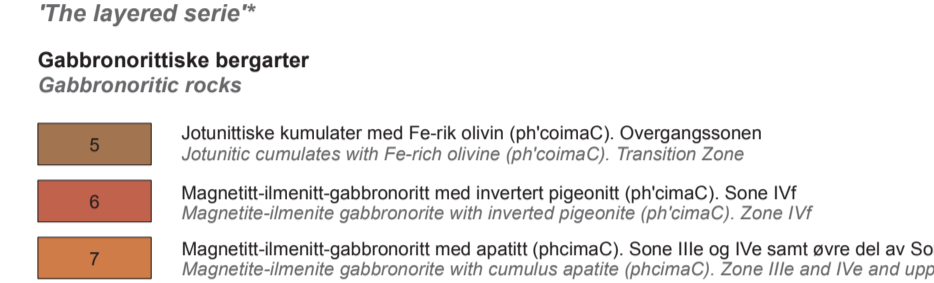 'The layered serie'*
Gabbronorittiske bergarter
Gabbronoritic rocks
5
Jotunittiske kumulater med Fe-rik olivin (ph'coimaC). Overgangssonen
Jotunitic cumulates with Fe-rich olivine (ph'coimaC). Transition Zone
6
Magnetitt-ilmenitt-gabbronoritt med invertert pigeonitt (ph'cimaC). Sone IVf
Magnetite-ilmenite gabbronorite with inverted pigeonite (ph'cimaC). Zone IVf
7
Magnetitt-ilmenitt-gabbronoritt med apatitt (phcimaC). Sone IIIe og IVe samt øvre del av So
Magnetite-ilmenite gabbronorite with cumulus apatite (phcimaC). Zone IIIe and IVe and upp